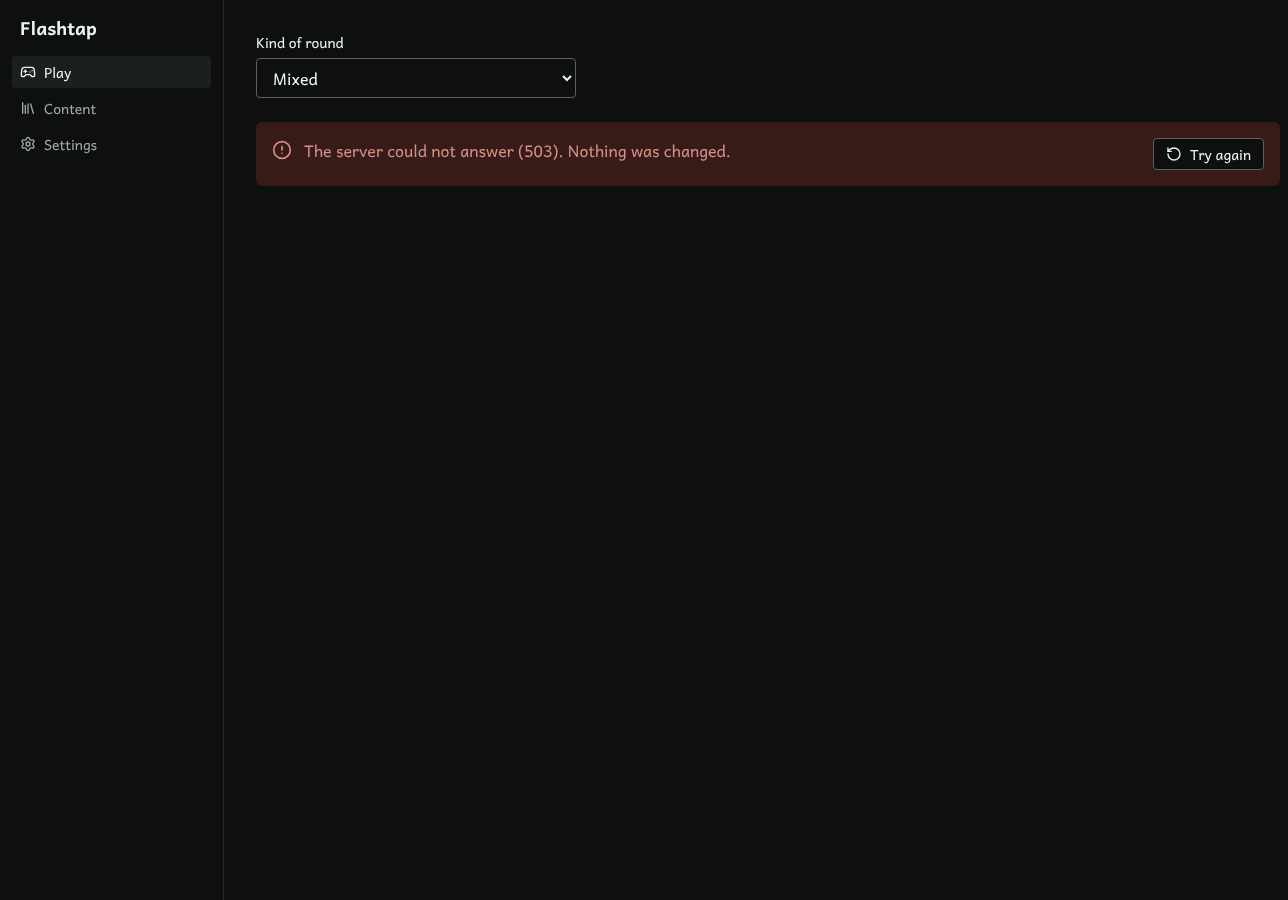 Flashtap
Play
Content
Settings
Kind of round
Mixed
The server could not answer (503). Nothing was changed.
Try again